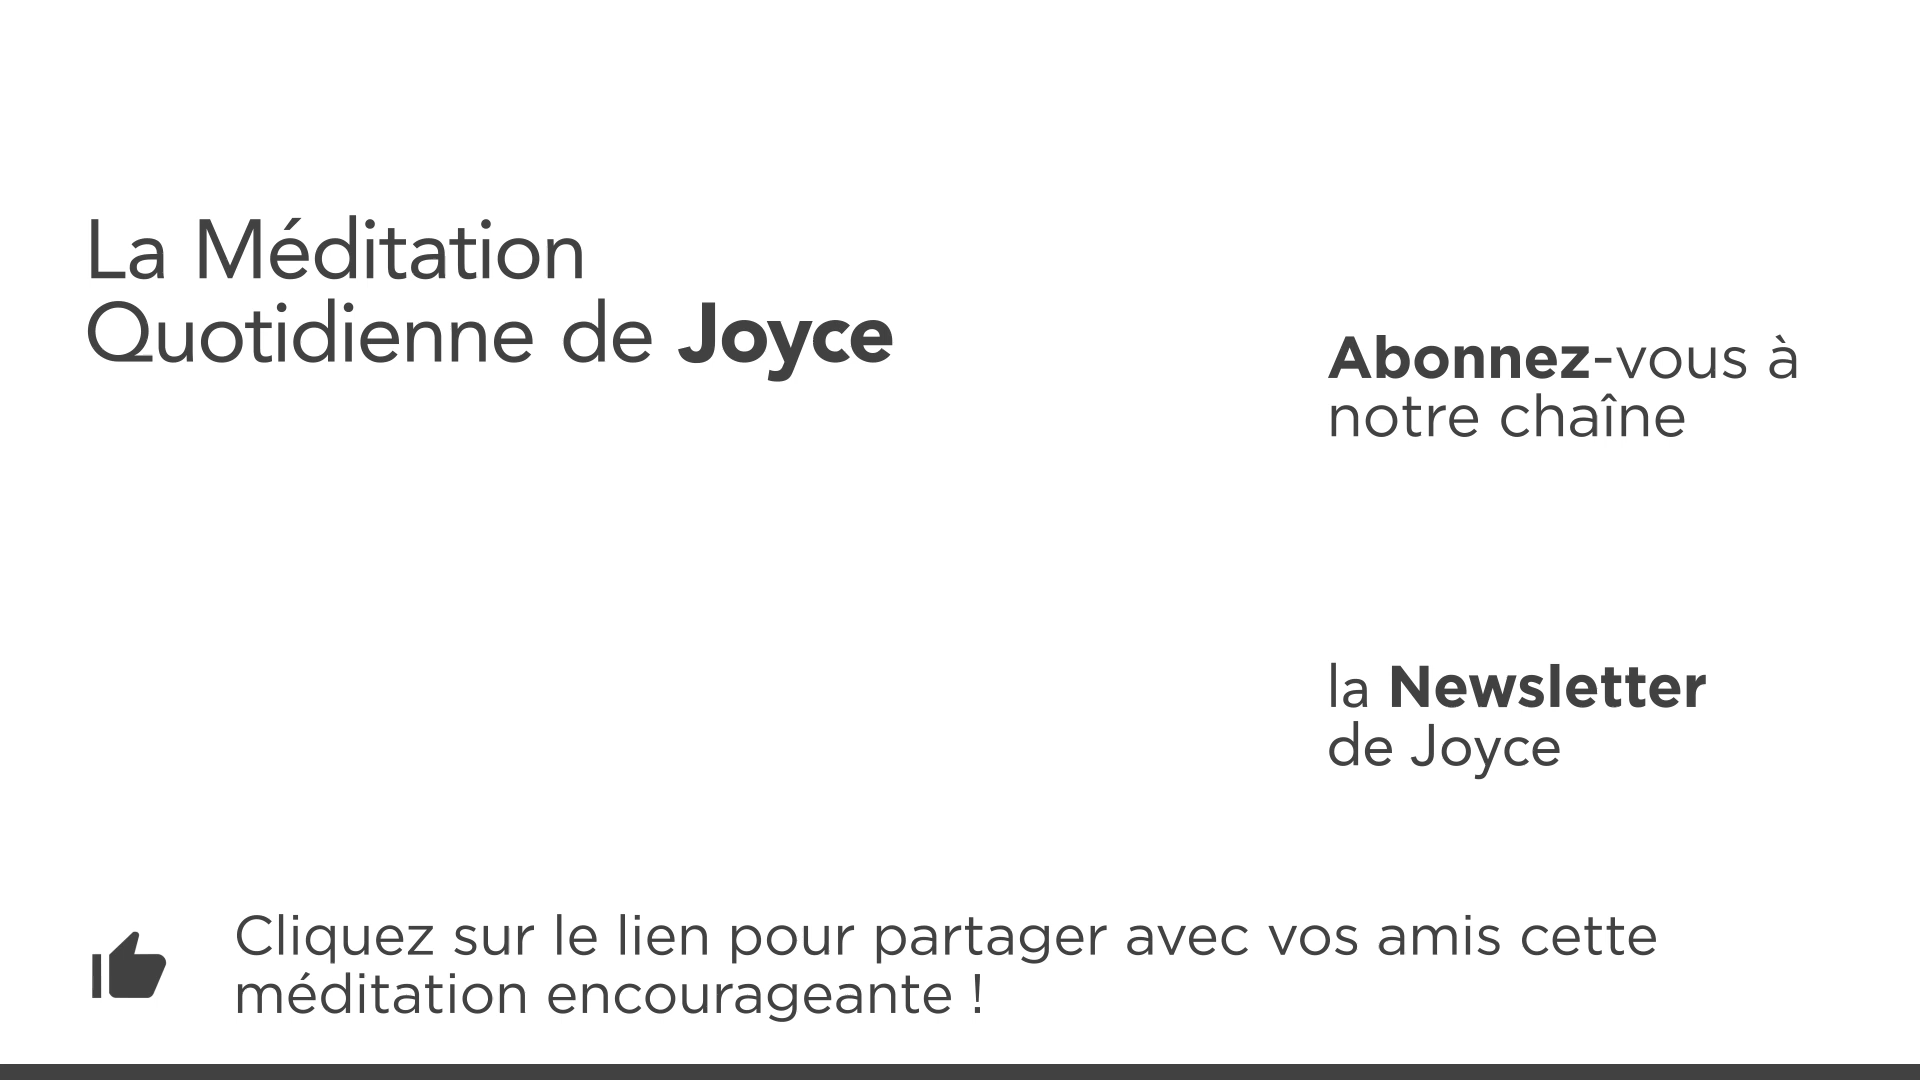 La Méditation
Quotidienne de Joyce
Abonnez-vous à
notre chaîne
la Newsletter
de Joyce
Cliquez sur le lien pour partager avec vos amis cette
méditation encourageante !